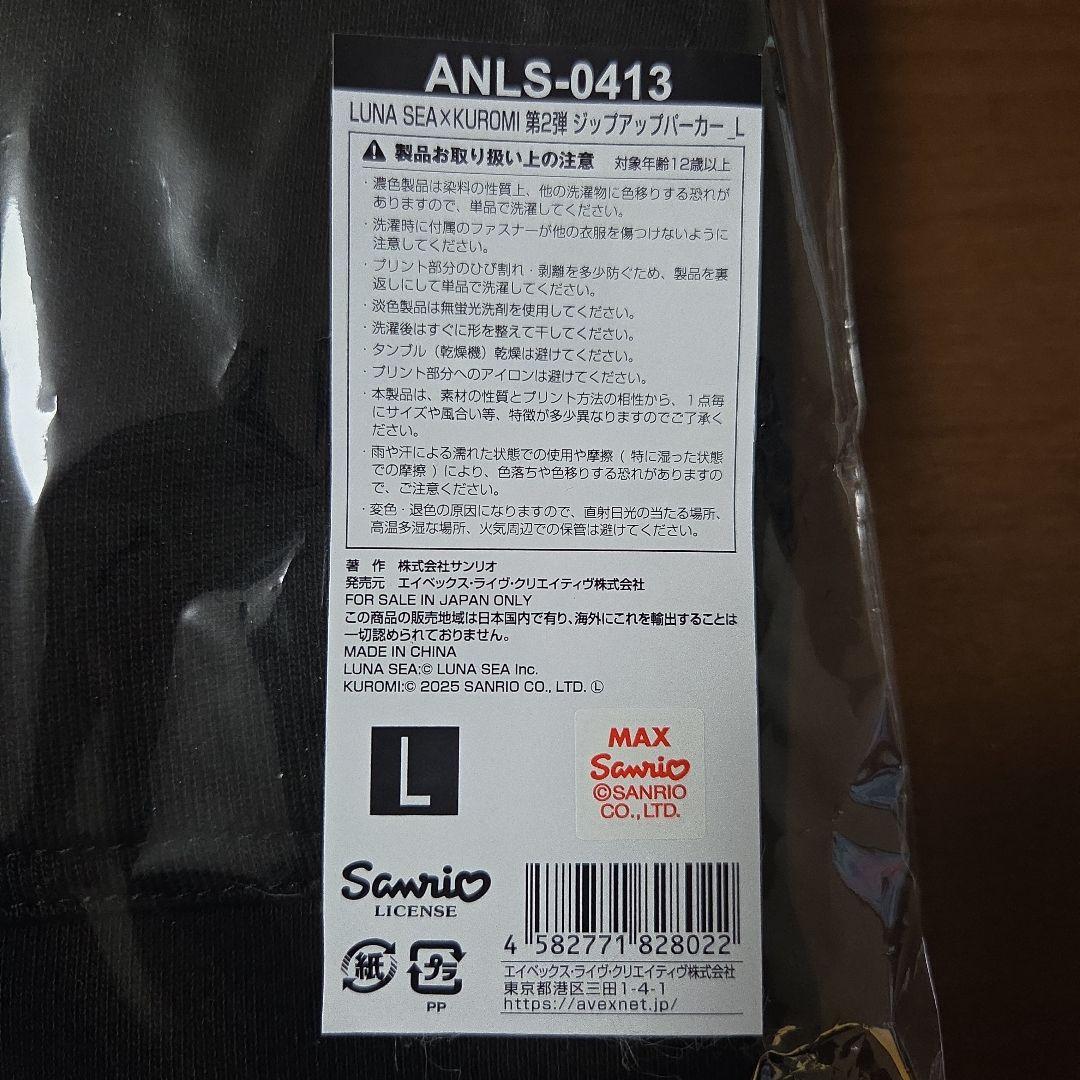 ANLS-0413
LUNA SEA×KUROMI 第2弾 ジップアップパーカー_L
製品お取り扱い上の注意 対象年齢12歳以上
・濃色製品は染料の性質上、他の洗濯物に色移りする恐れが
ありますので、単品で洗濯してください。
・洗濯時に付属のファスナーが他の衣服を傷つけないように
注意してください。
・プリント部分のひび割れ・剥離を多少防ぐため、製品を裏
返しにして単品で洗濯してください。
・淡色製品は無蛍光洗剤を使用してください。
・洗濯後はすぐに形を整えて干してください。
・タンブル（乾燥機）乾燥は避けてください。
・プリント部分へのアイロンは避けてください。
・本製品は、素材の性質とプリント方法の相性から、1点毎
にサイズや風合い等、特徴が多少異なりますのでご了承く
ださい。
・雨や汗による濡れた状態での使用や摩擦（特に湿った状態
での摩擦）により、色落ちや色移りする恐れがありますの
で、ご注意ください。
・変色・退色の原因になりますので、直射日光の当たる場所、
高温多湿な場所、火気周辺での保管は避けてください。
著 作 株式会社サンリオ
発売元 エイベックス・ライヴ・クリエイティヴ株式会社
FOR SALE IN JAPAN ONLY
この商品の販売地域は日本国内で有り、海外にこれを輸出することは
一切認められておりません。
MADE IN CHINA
LUNA SEA:© LUNA SEA Inc.
KUROMI:© 2025 SANRIO CO., LTD. Ⓛ
L
MAX
Sanrio
©SANRIO
CO.,LTD.
Sanrio
LICENSE
4 582771 828022
紙
プラ
PP
エイベックス・ライヴ・クリエイティヴ株式会社
東京都港区三田1-4-1
https://avexnet.jp/